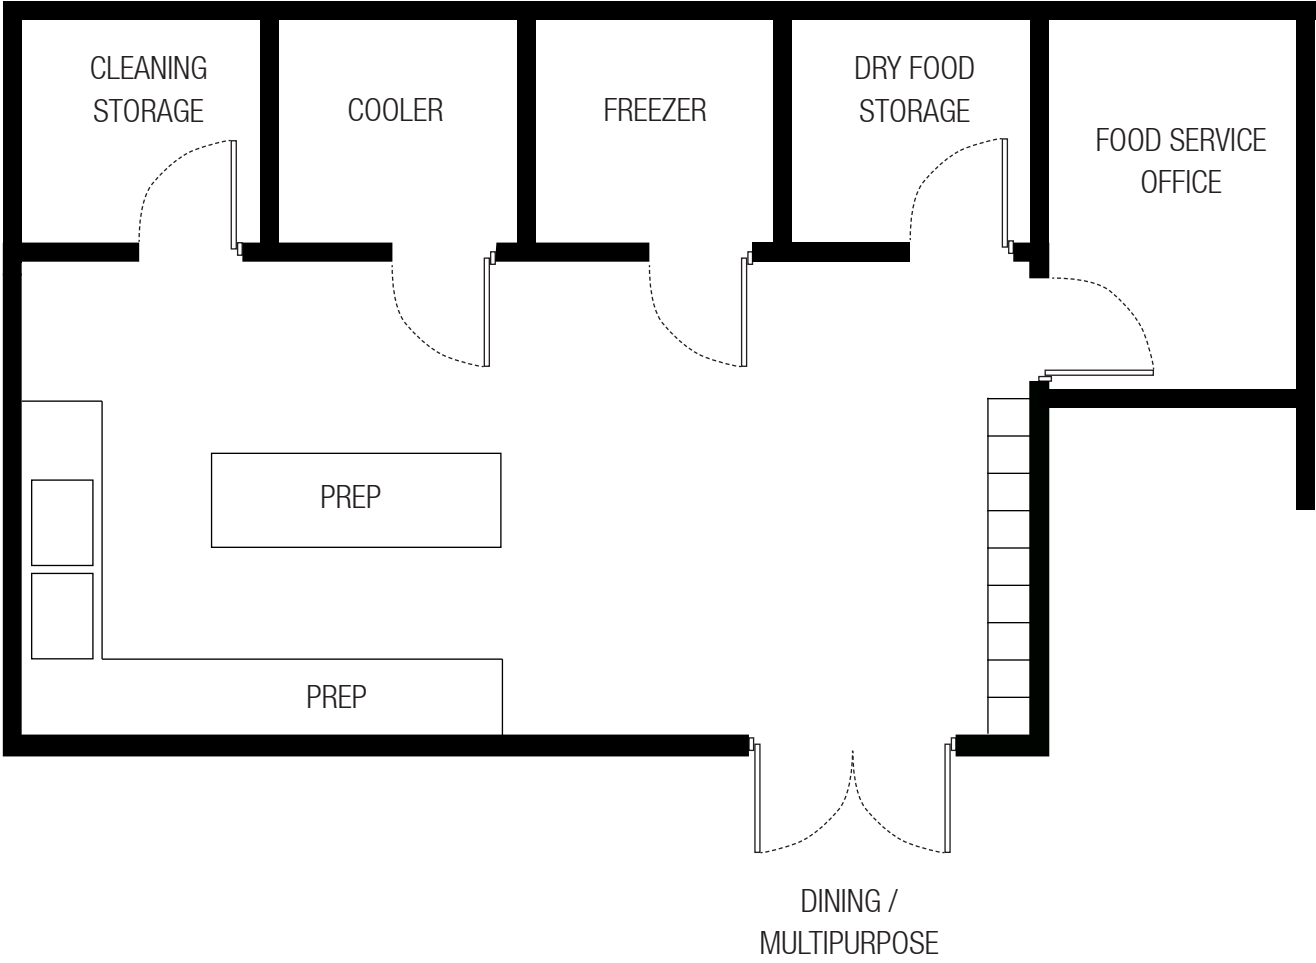 CLEANING
STORAGE
COOLER
FREEZER
DRY FOOD
STORAGE
FOOD SERVICE
OFFICE
PREP
PREP
DINING /
MULTIPURPOSE